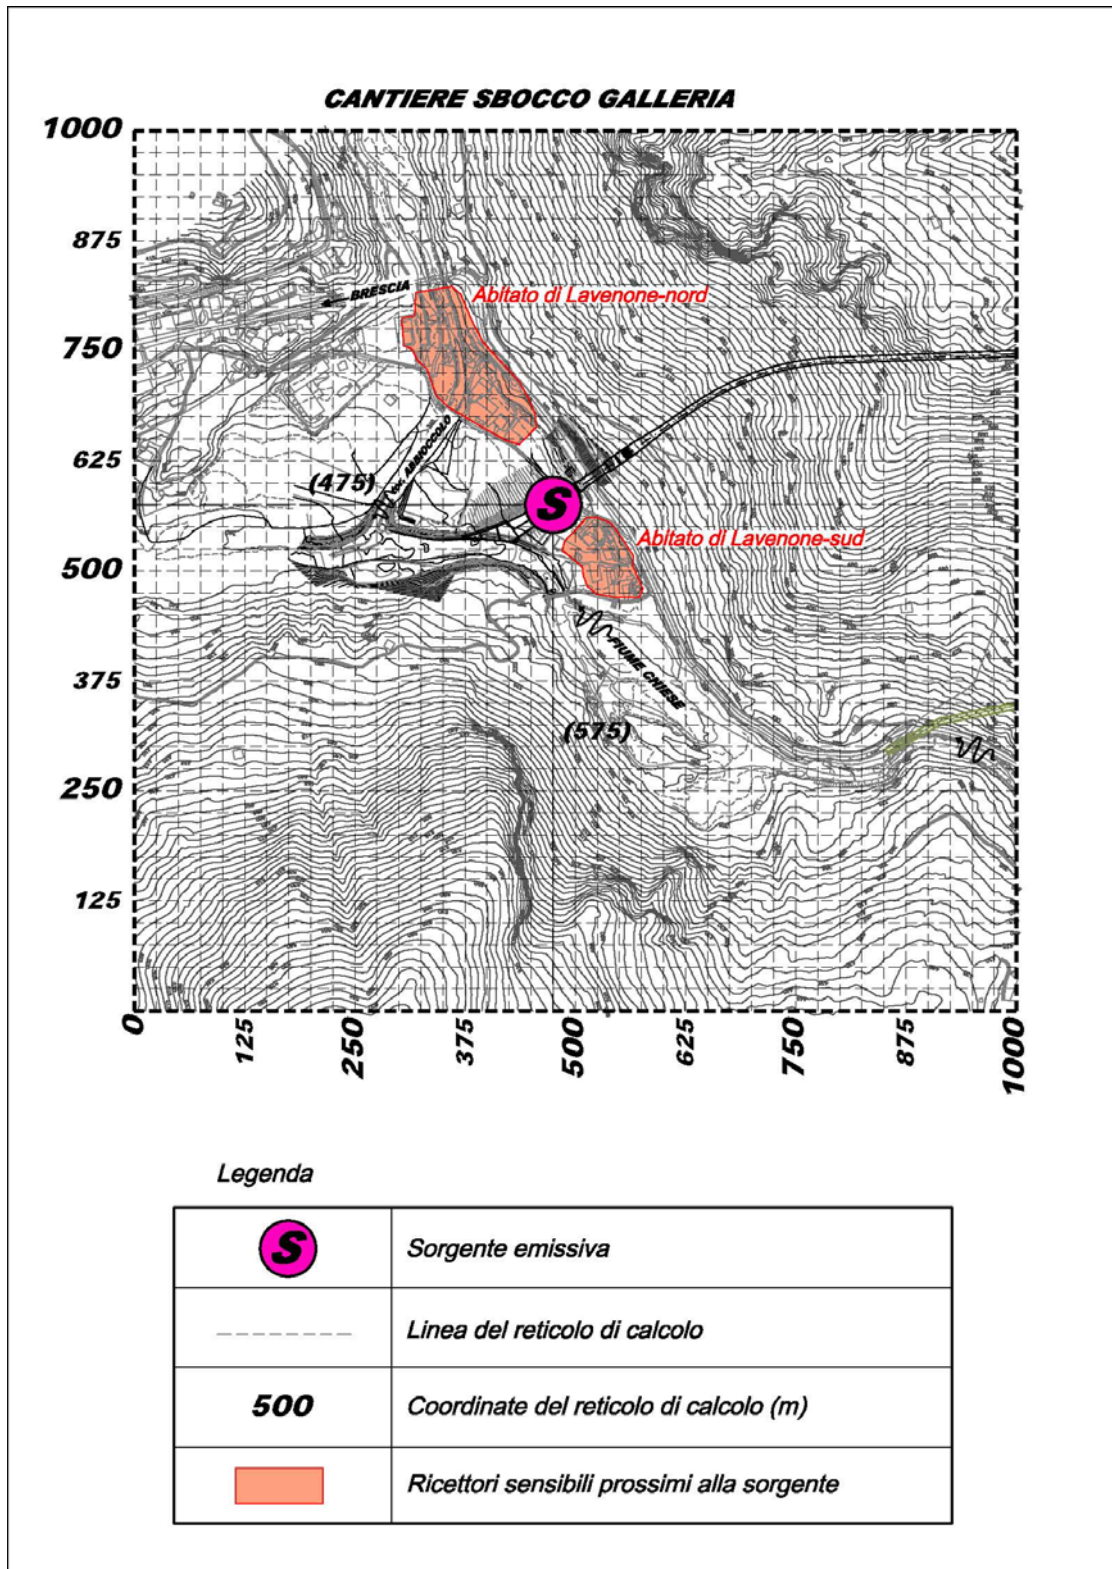 CANTIERE SBOCCO GALLERIA
1000
875
BRESCIA
Abitato di Lavenone-nord
750
625
(475)
S
Abitato di Lavenone-sud
500
FIUME CHIESE
375
(575)
250
125
0
125
250
375
500
625
750
875
1000
Legenda
S
Sorgente emissiva
Linea del reticolo di calcolo
500
Coordinate del reticolo di calcolo (m)
Ricettori sensibili prossimi alla sorgente